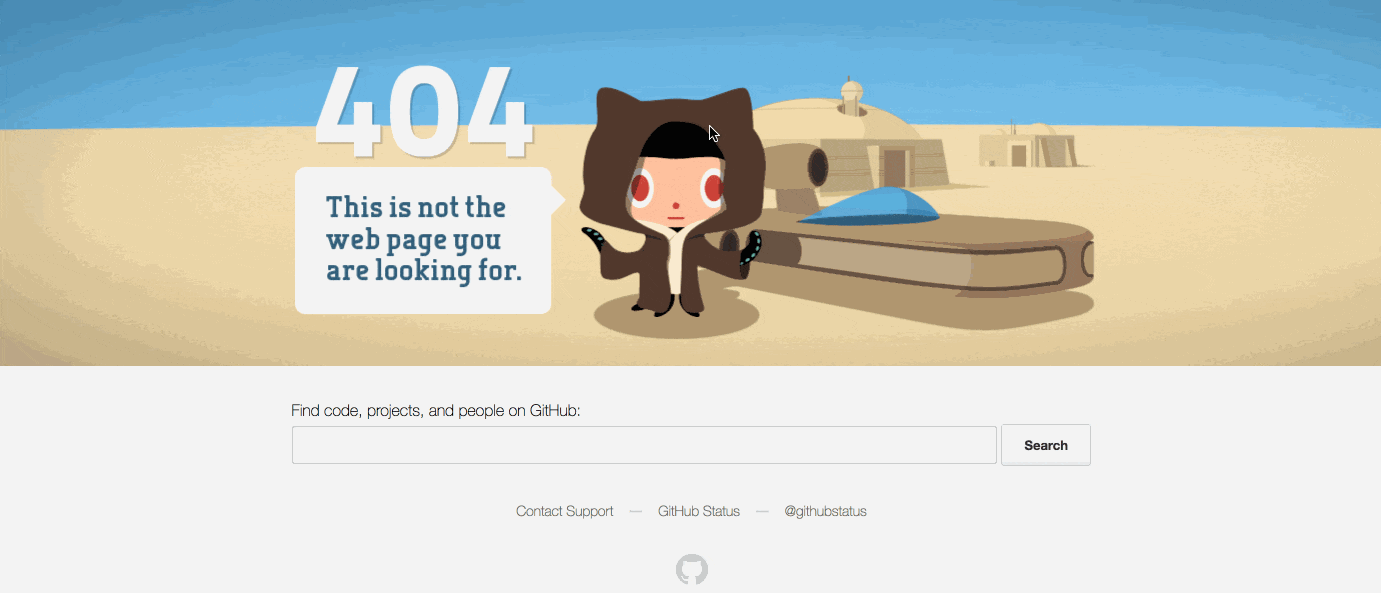 404
This is not the
web page you
are looking for.
Find code, projects, and people on GitHub:
Search
Contact Support — GitHub Status — @githubstatus